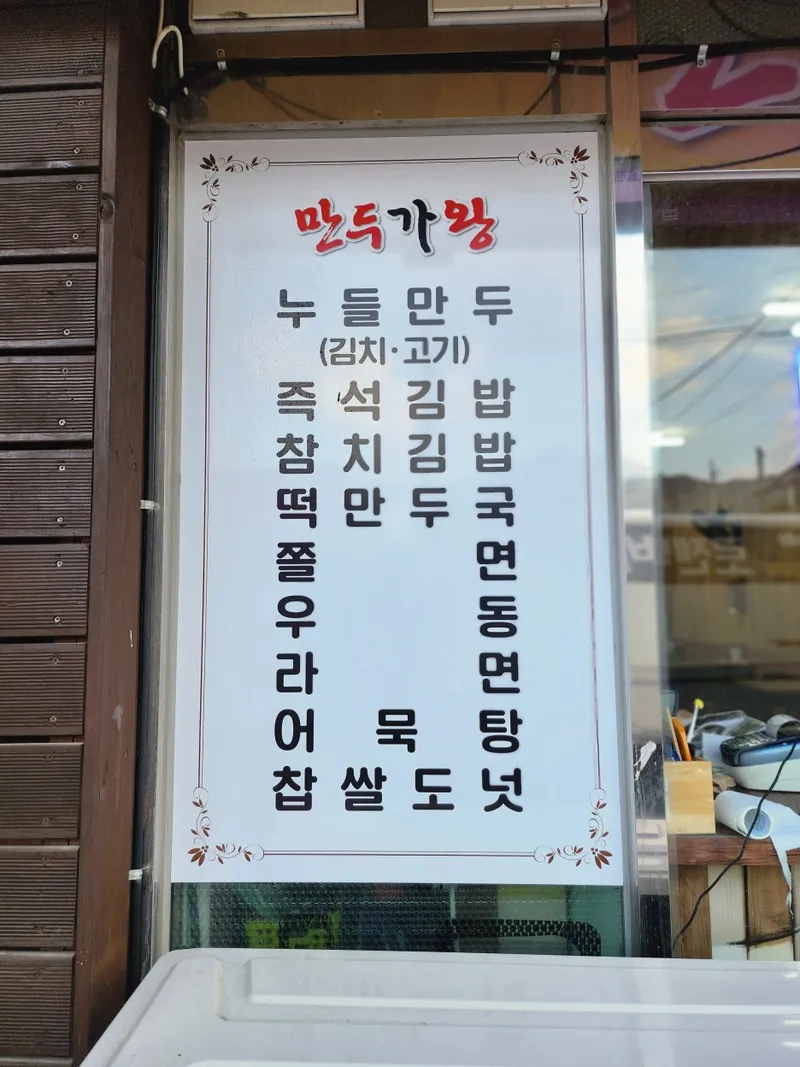 만두가왕
누들만두
(김치·고기)
즉석김밥
참치김밥
떡만두국
쫄면
우동
라면
어묵탕
찹쌀도넛